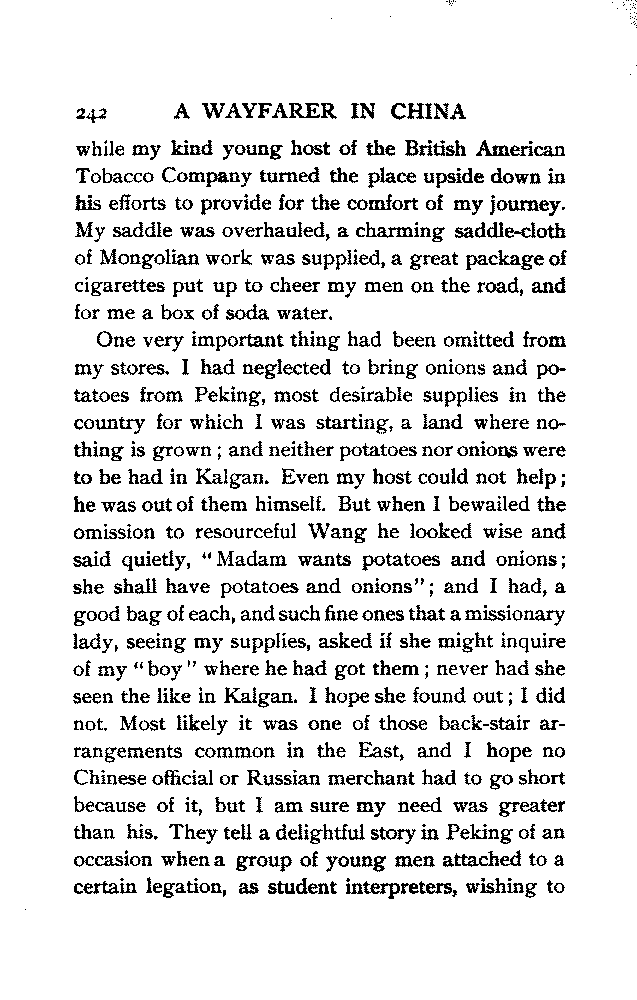 242 A WAYFARER IN CHINA
while my kind young host of the British American
Tobacco Company turned the place upside down in
his efforts to provide for the comfort of my journey.
My saddle was overhauled, a charming saddle-cloth
of Mongolian work was supplied, a great package of
cigarettes put up to cheer my men on the road, and
for me a box of soda water.
One very important thing had been omitted from
my stores. I had neglected to bring onions and po-
tatoes from Peking, most desirable supplies in the
country for which I was starting, a land where no-
thing is grown; and neither potatoes nor onions were
to be had in Kalgan. Even my host could not help;
he was out of them himself. But when I bewailed the
omission to resourceful Wang he looked wise and
said quietly, "Madam wants potatoes and onions;
she shall have potatoes and onions"; and I had, a
good bag of each, and such fine ones that a missionary
lady, seeing my supplies, asked if she might inquire
of my "boy" where he had got them; never had she
seen the like in Kalgan. I hope she found out; I did
not. Most likely it was one of those back-stair ar-
rangements common in the East, and I hope no
Chinese official or Russian merchant had to go short
because of it, but I am sure my need was greater
than his. They tell a delightful story in Peking of an
occasion when a group of young men attached to a
certain legation, as student interpreters, wishing to